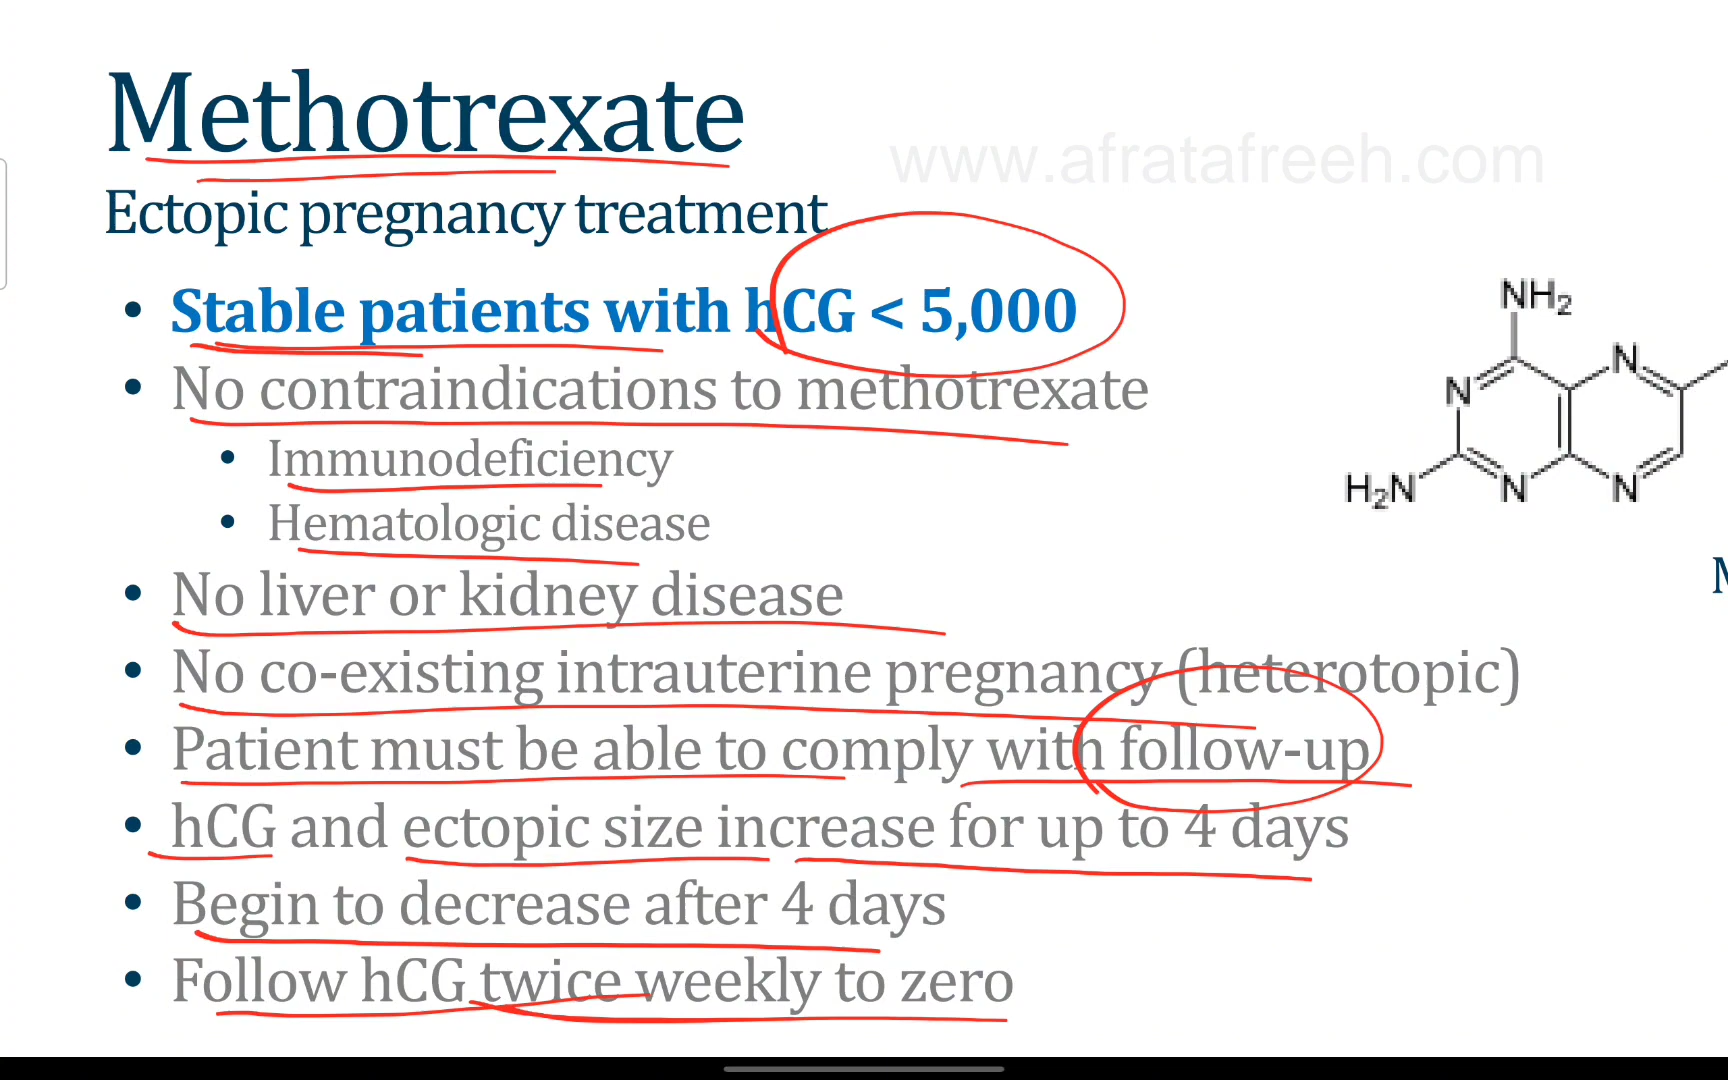 Methotrexate
www.afratafreeh.com
Ectopic pregnancy treatment
• Stable patients with hCG < 5,000
• No contraindications to methotrexate
• Immunodeficiency
• Hematologic disease
• No liver or kidney disease
• No co-existing intrauterine pregnancy (heterotopic)
• Patient must be able to comply with follow-up
• hCG and ectopic size increase for up to 4 days
• Begin to decrease after 4 days
• Follow hCG twice weekly to zero
NH₂
N
N
H₂N
N
N
M